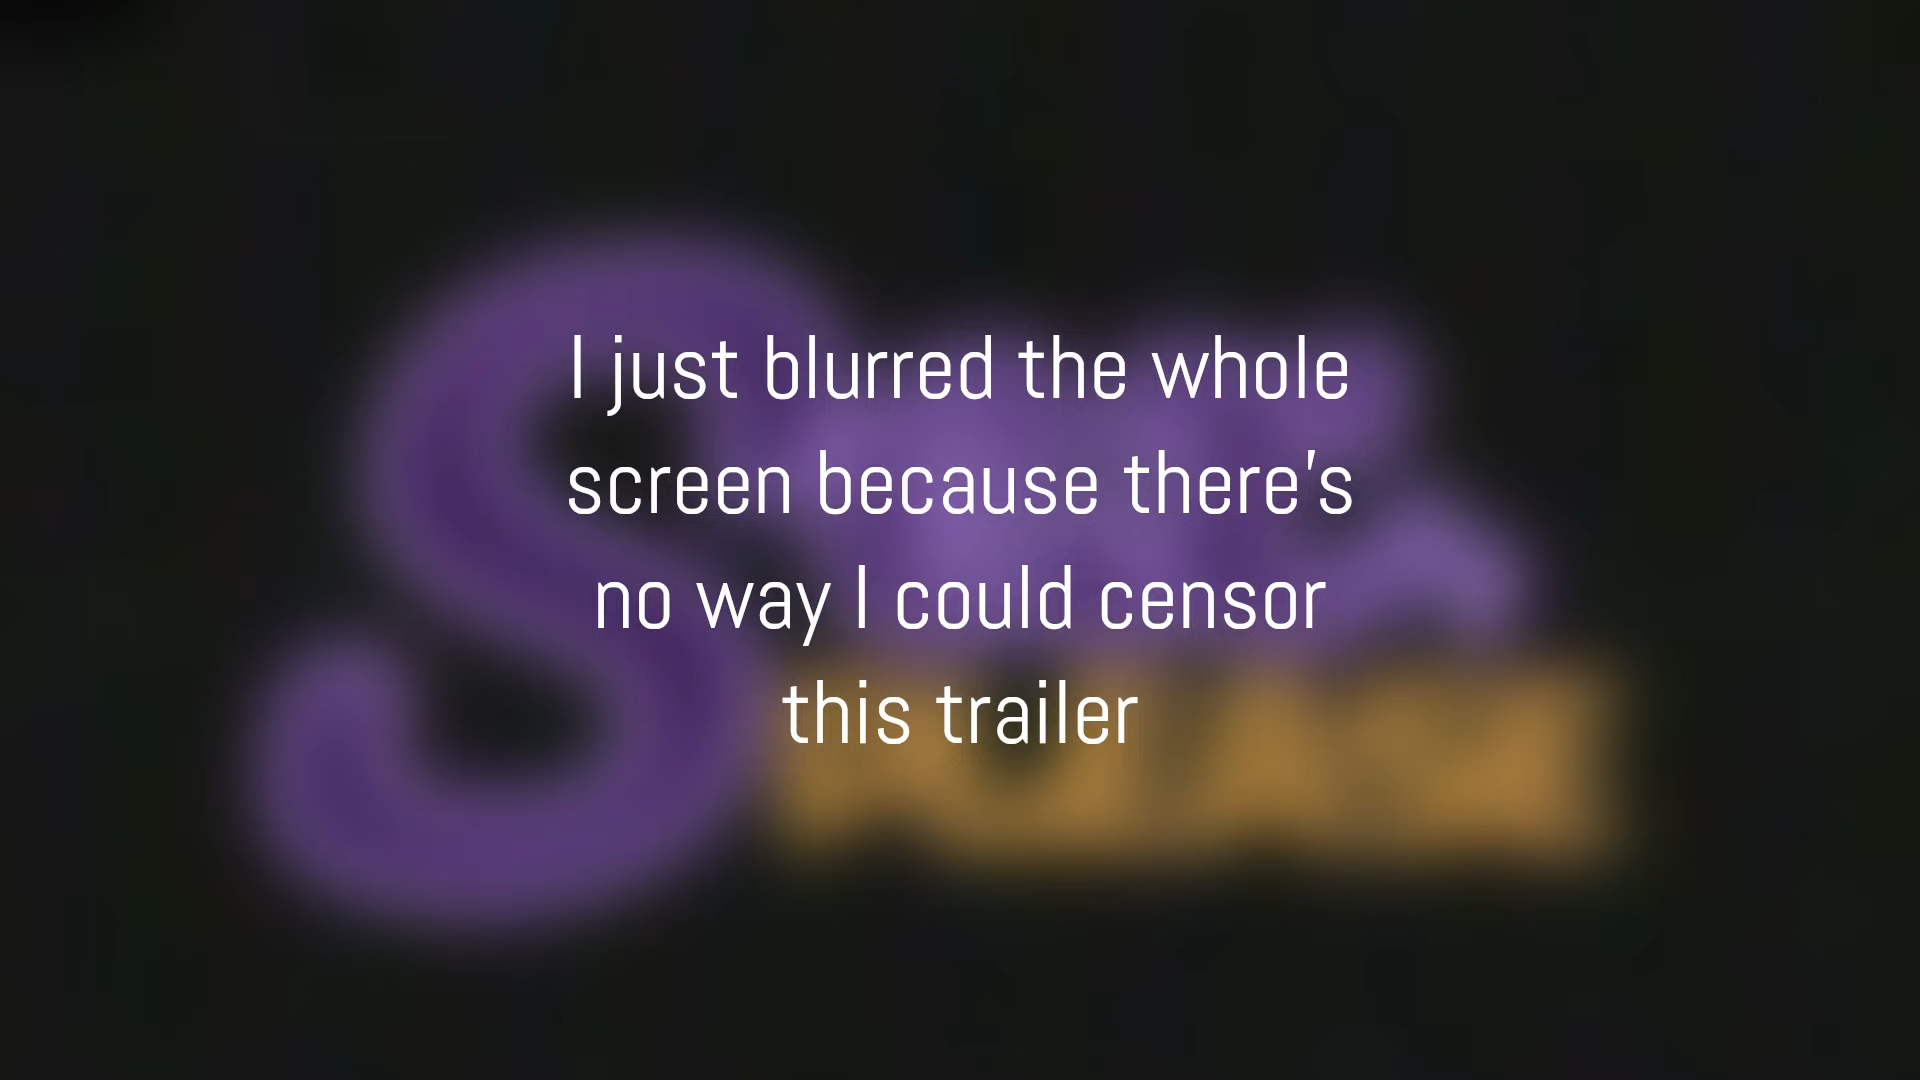 I just blurred the whole
screen because there's
no way I could censor
this trailer